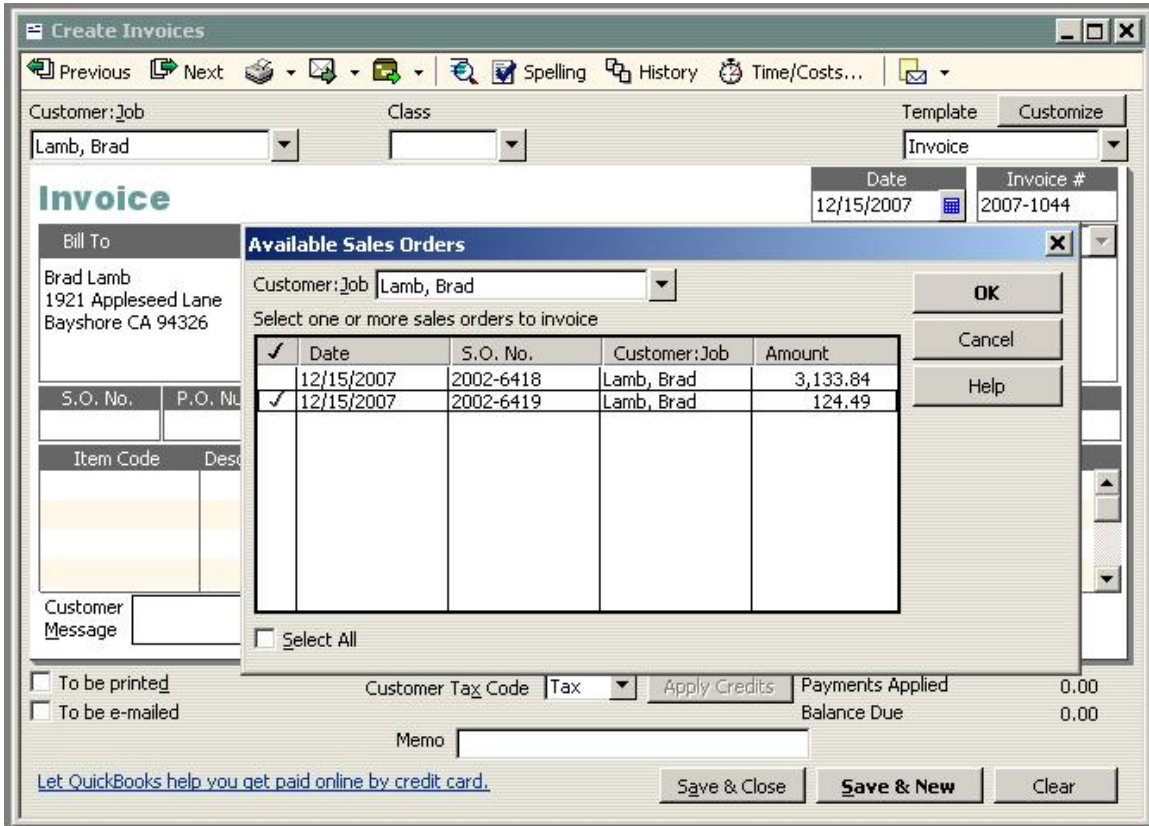 Create Invoices
Previous Next Spelling History Time/Costs...
Customer:Job Class Template Customize
Lamb, Brad Invoice
Invoice
Date Invoice #
12/15/2007 2007-1044
Bill To
Brad Lamb
1921 Appleseed Lane
Bayshore CA 94326
S.O. No. P.O. Nu
Item Code Desc
Available Sales Orders
Customer:Job Lamb, Brad
Select one or more sales orders to invoice
✓ Date S.O. No. Customer:Job Amount
12/15/2007 2002-6418 Lamb, Brad 3,133.84
✓ 12/15/2007 2002-6419 Lamb, Brad 124.49
Select All
OK
Cancel
Help
Customer
Message
To be printed
To be e-mailed
Customer Tax Code Tax Apply Credits Payments Applied 0.00
Balance Due 0.00
Memo
Let QuickBooks help you get paid online by credit card.
Save & Close Save & New Clear